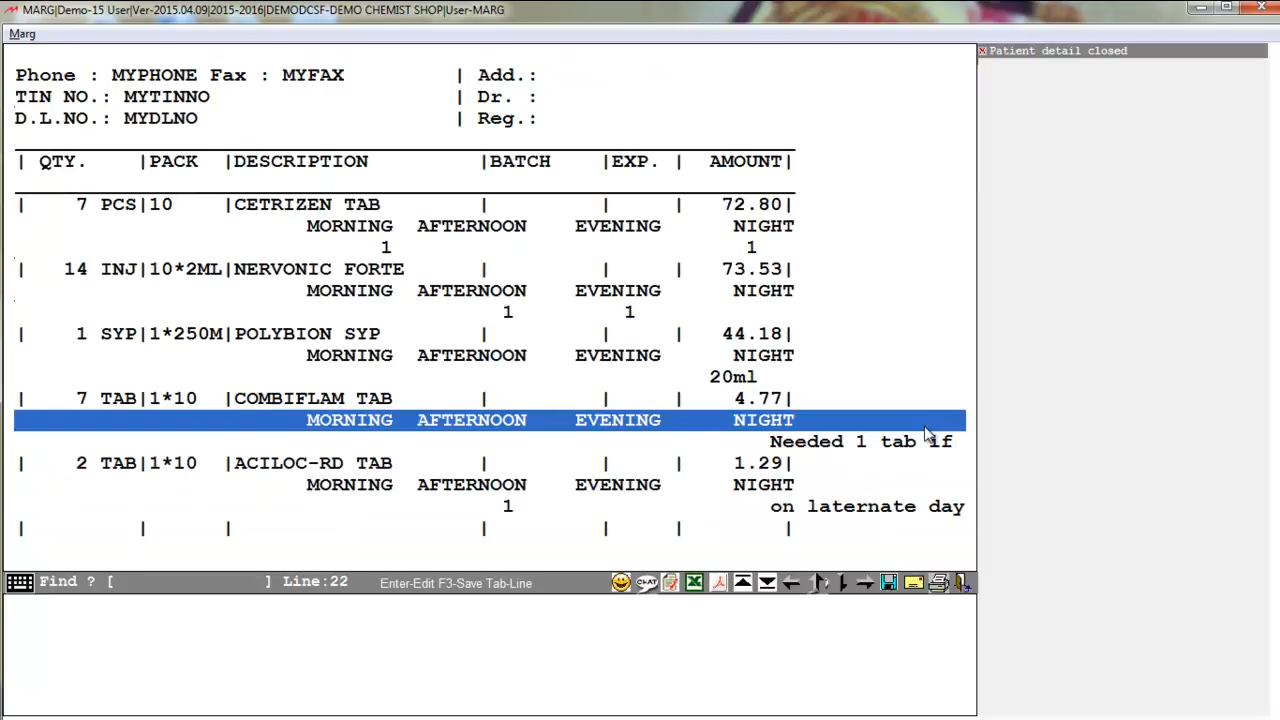 MARG|Demo-15 User|Ver-2015.04.09|2015-2016|DEMODCSF-DEMO CHEMIST SHOP|User-MARG
Marg
Patient detail closed
Phone : MYPHONE Fax : MYFAX | Add.:
TIN NO.: MYTINNO | Dr. :
D.L.NO.: MYDLNO | Reg.:
| QTY. |PACK |DESCRIPTION |BATCH |EXP. | AMOUNT|
| 7 PCS|10 |CETRIZEN TAB | | | 72.80|
MORNING AFTERNOON EVENING NIGHT
1 1
| 14 INJ|10*2ML|NERVONIC FORTE | | | 73.53|
MORNING AFTERNOON EVENING NIGHT
1 1
| 1 SYP|1*250M|POLYBION SYP | | | 44.18|
MORNING AFTERNOON EVENING NIGHT
20ml
| 7 TAB|1*10 |COMBIFLAM TAB | | | 4.77|
MORNING AFTERNOON EVENING NIGHT
Needed 1 tab if
| 2 TAB|1*10 |ACILOC-RD TAB | | | 1.29|
MORNING AFTERNOON EVENING NIGHT
1 on laternate day
| | | | | | |
Find ? [ ] Line:22 Enter-Edit F3-Save Tab-Line CHAT